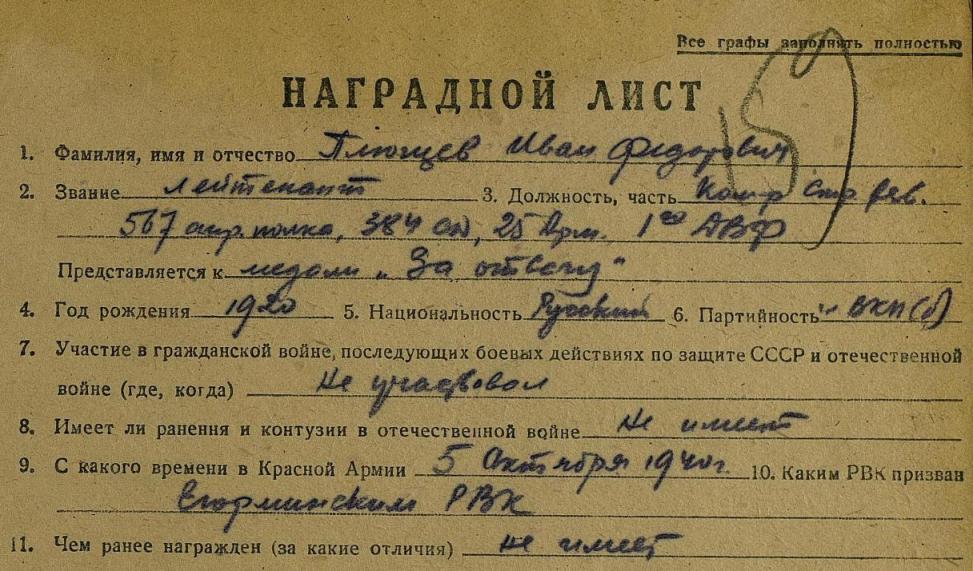 Все графы заполнять полностью
НАГРАДНОЙ ЛИСТ
1. Фамилия, имя и отчество Иван Федорович
2. Звание лейтенант 3. Должность, часть Ком-р стр рев.
567 стр. полка, 384 СД, 25 Арм. 1го ДВФ
Представляется к медали „За отвагу"
4. Год рождения 1920 5. Национальность Русский 6. Партийность ВКП(б)
7. Участие в гражданской войне, последующих боевых действиях по защите СССР и отечественной
войне (где, когда) не участвовал
8. Имеет ли ранения и контузии в отечественной войне не имеет
9. С какого времени в Красной Армии 5 Октября 1940г. 10. Каким РВК призван
РВК
11. Чем ранее награжден (за какие отличия) не имеет